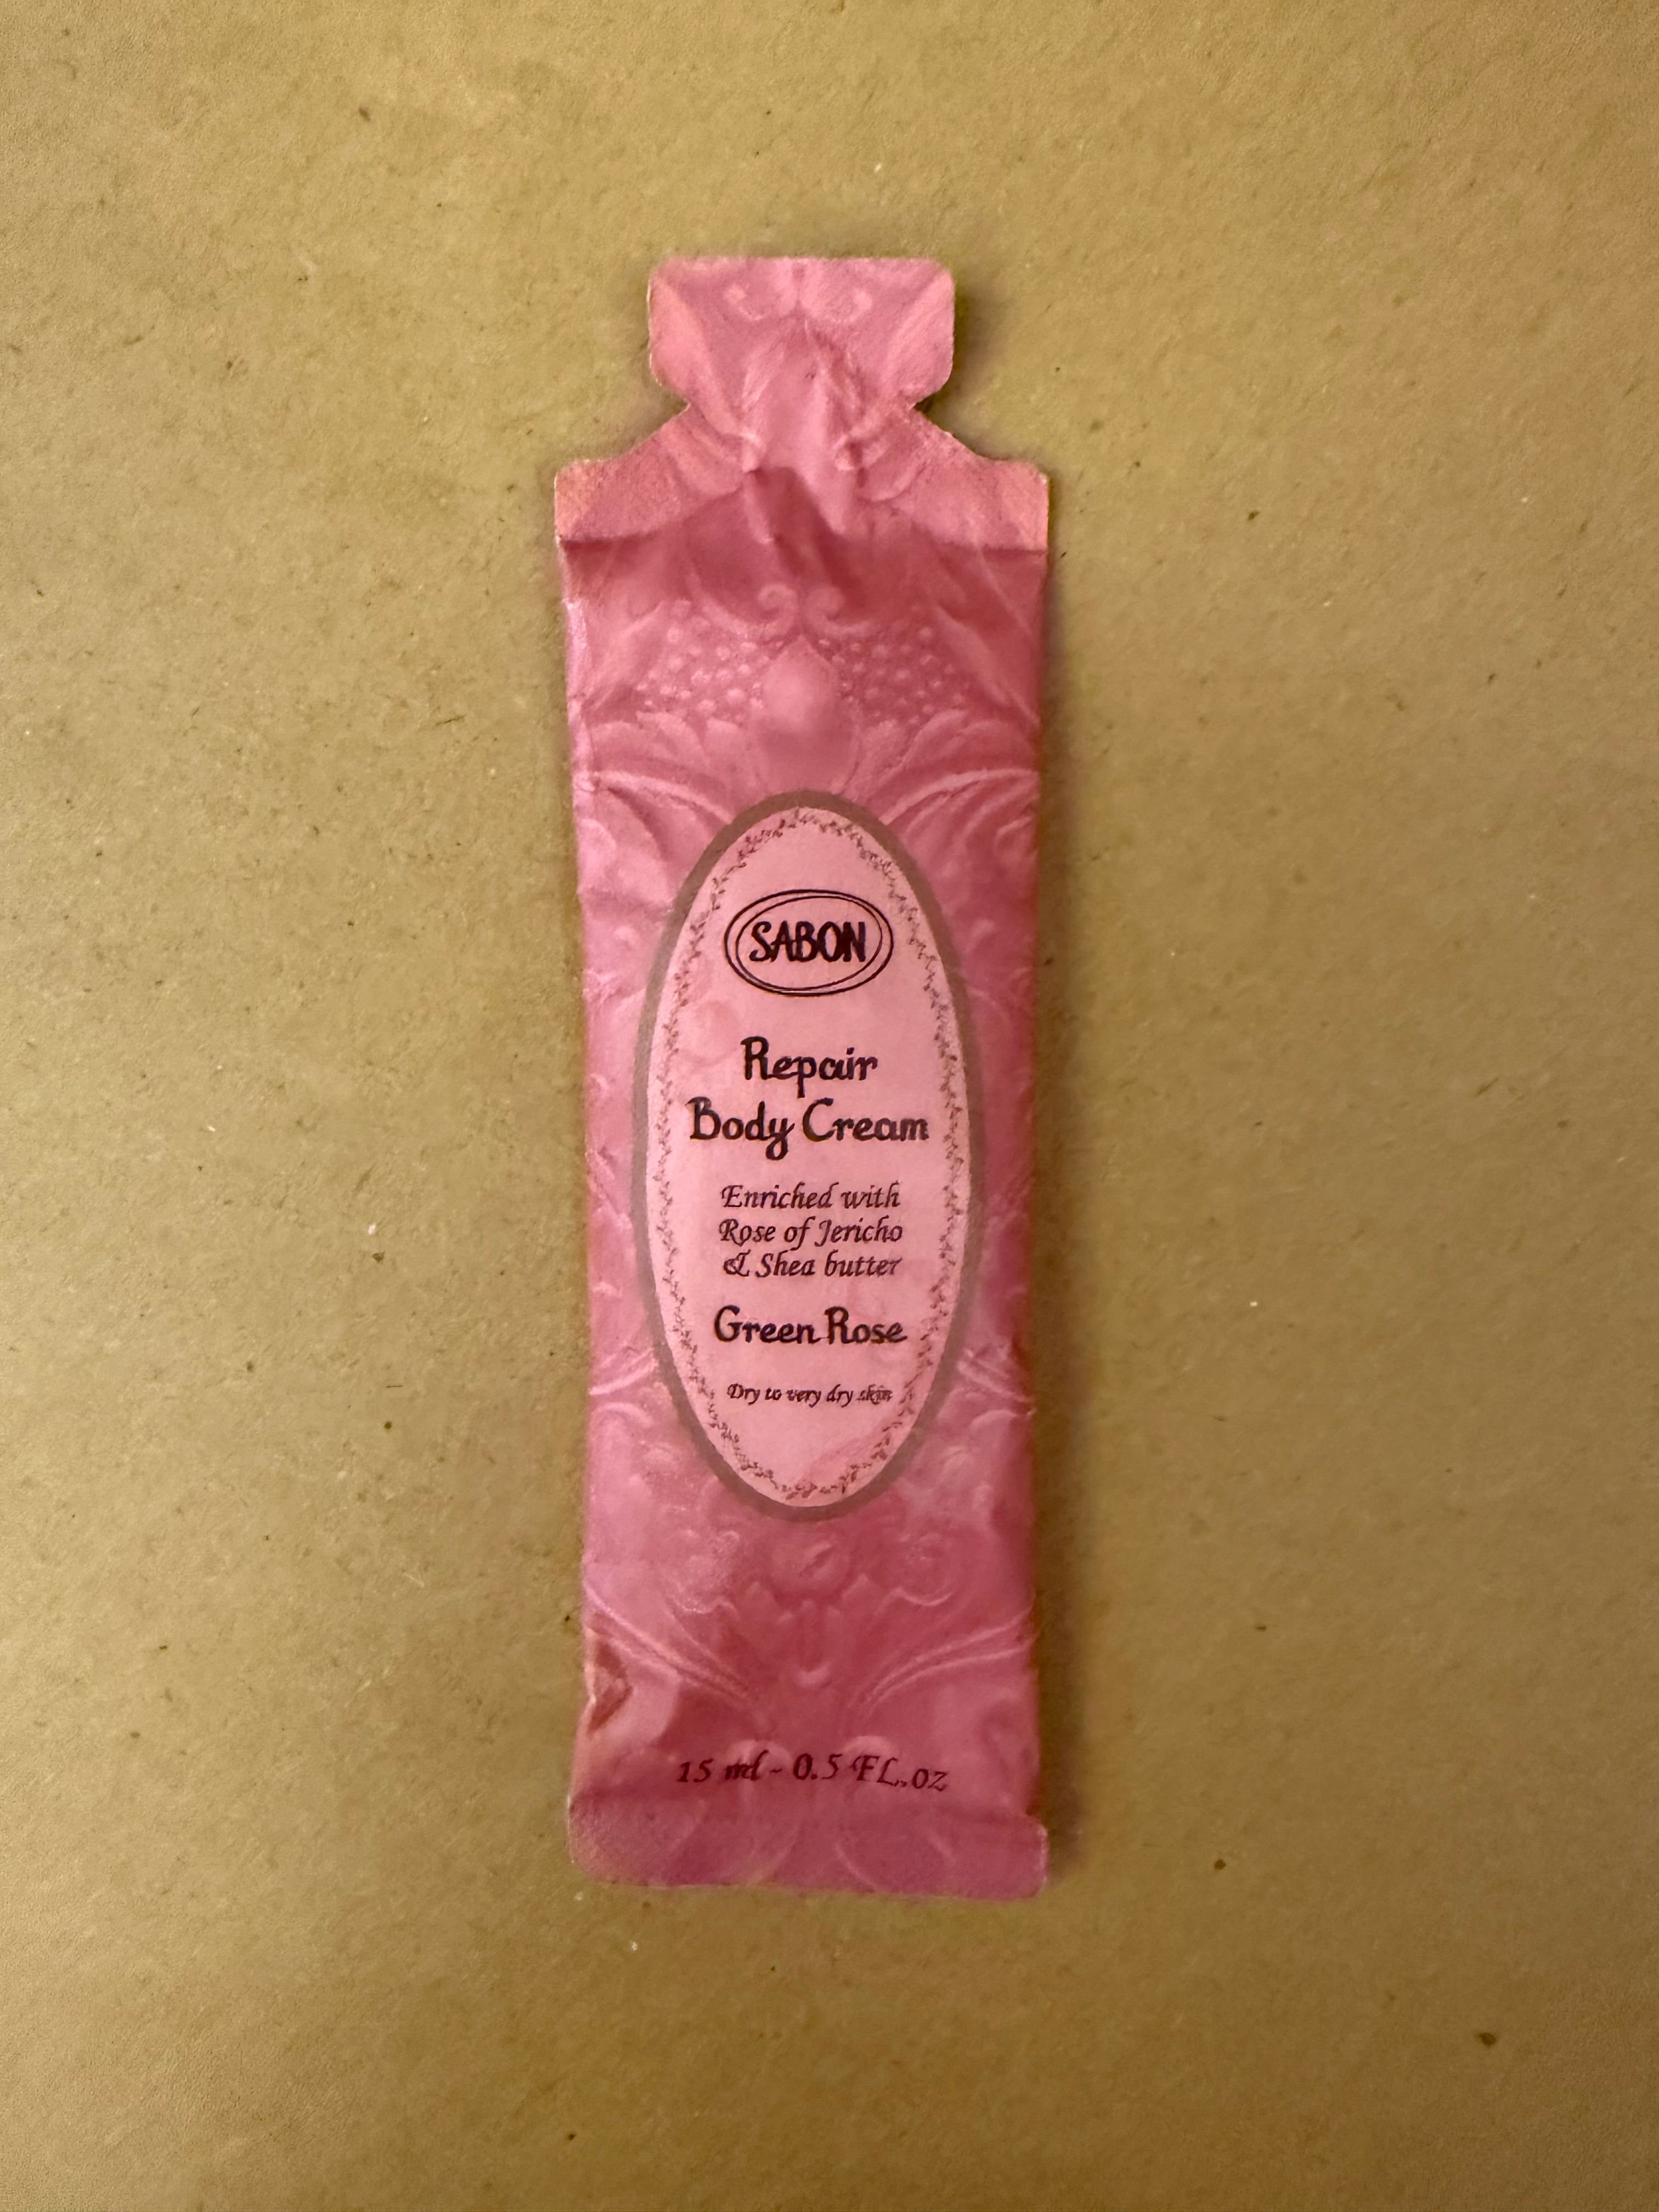 SABON
Repair
Body Cream
Enriched with
Rose of Jericho
& Shea butter
Green Rose
Dry to very dry skin
15 ml - 0.5 FL.oz